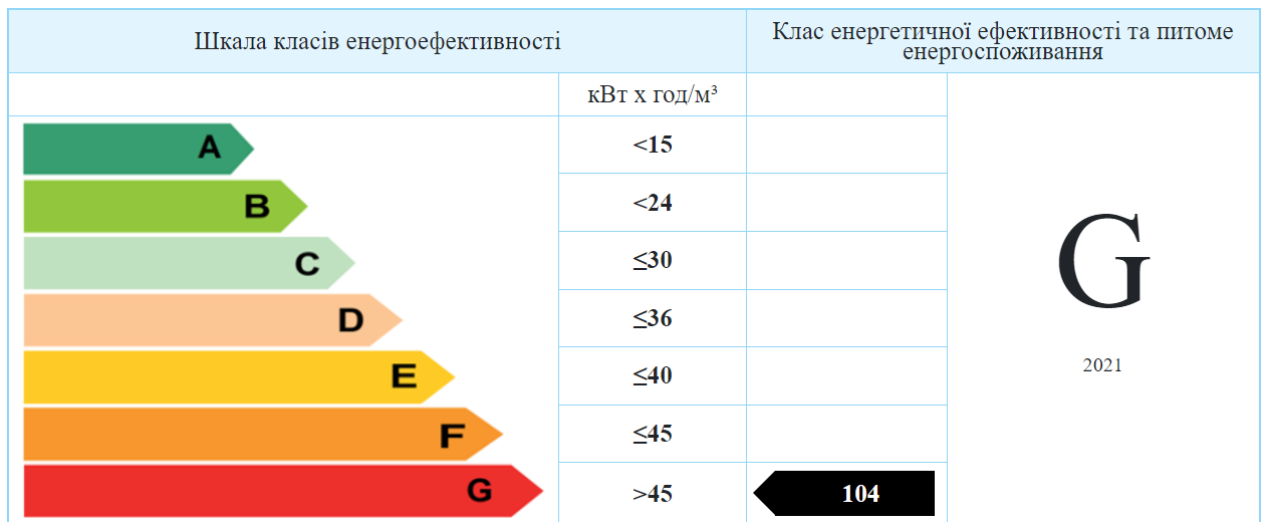 Шкала класів енергоефективності
Клас енергетичної ефективності та питоме
енергоспоживання
кВт х год/м³
A
<15
B
<24
C
≤30
D
≤36
E
≤40
F
≤45
G
>45
104
G
2021